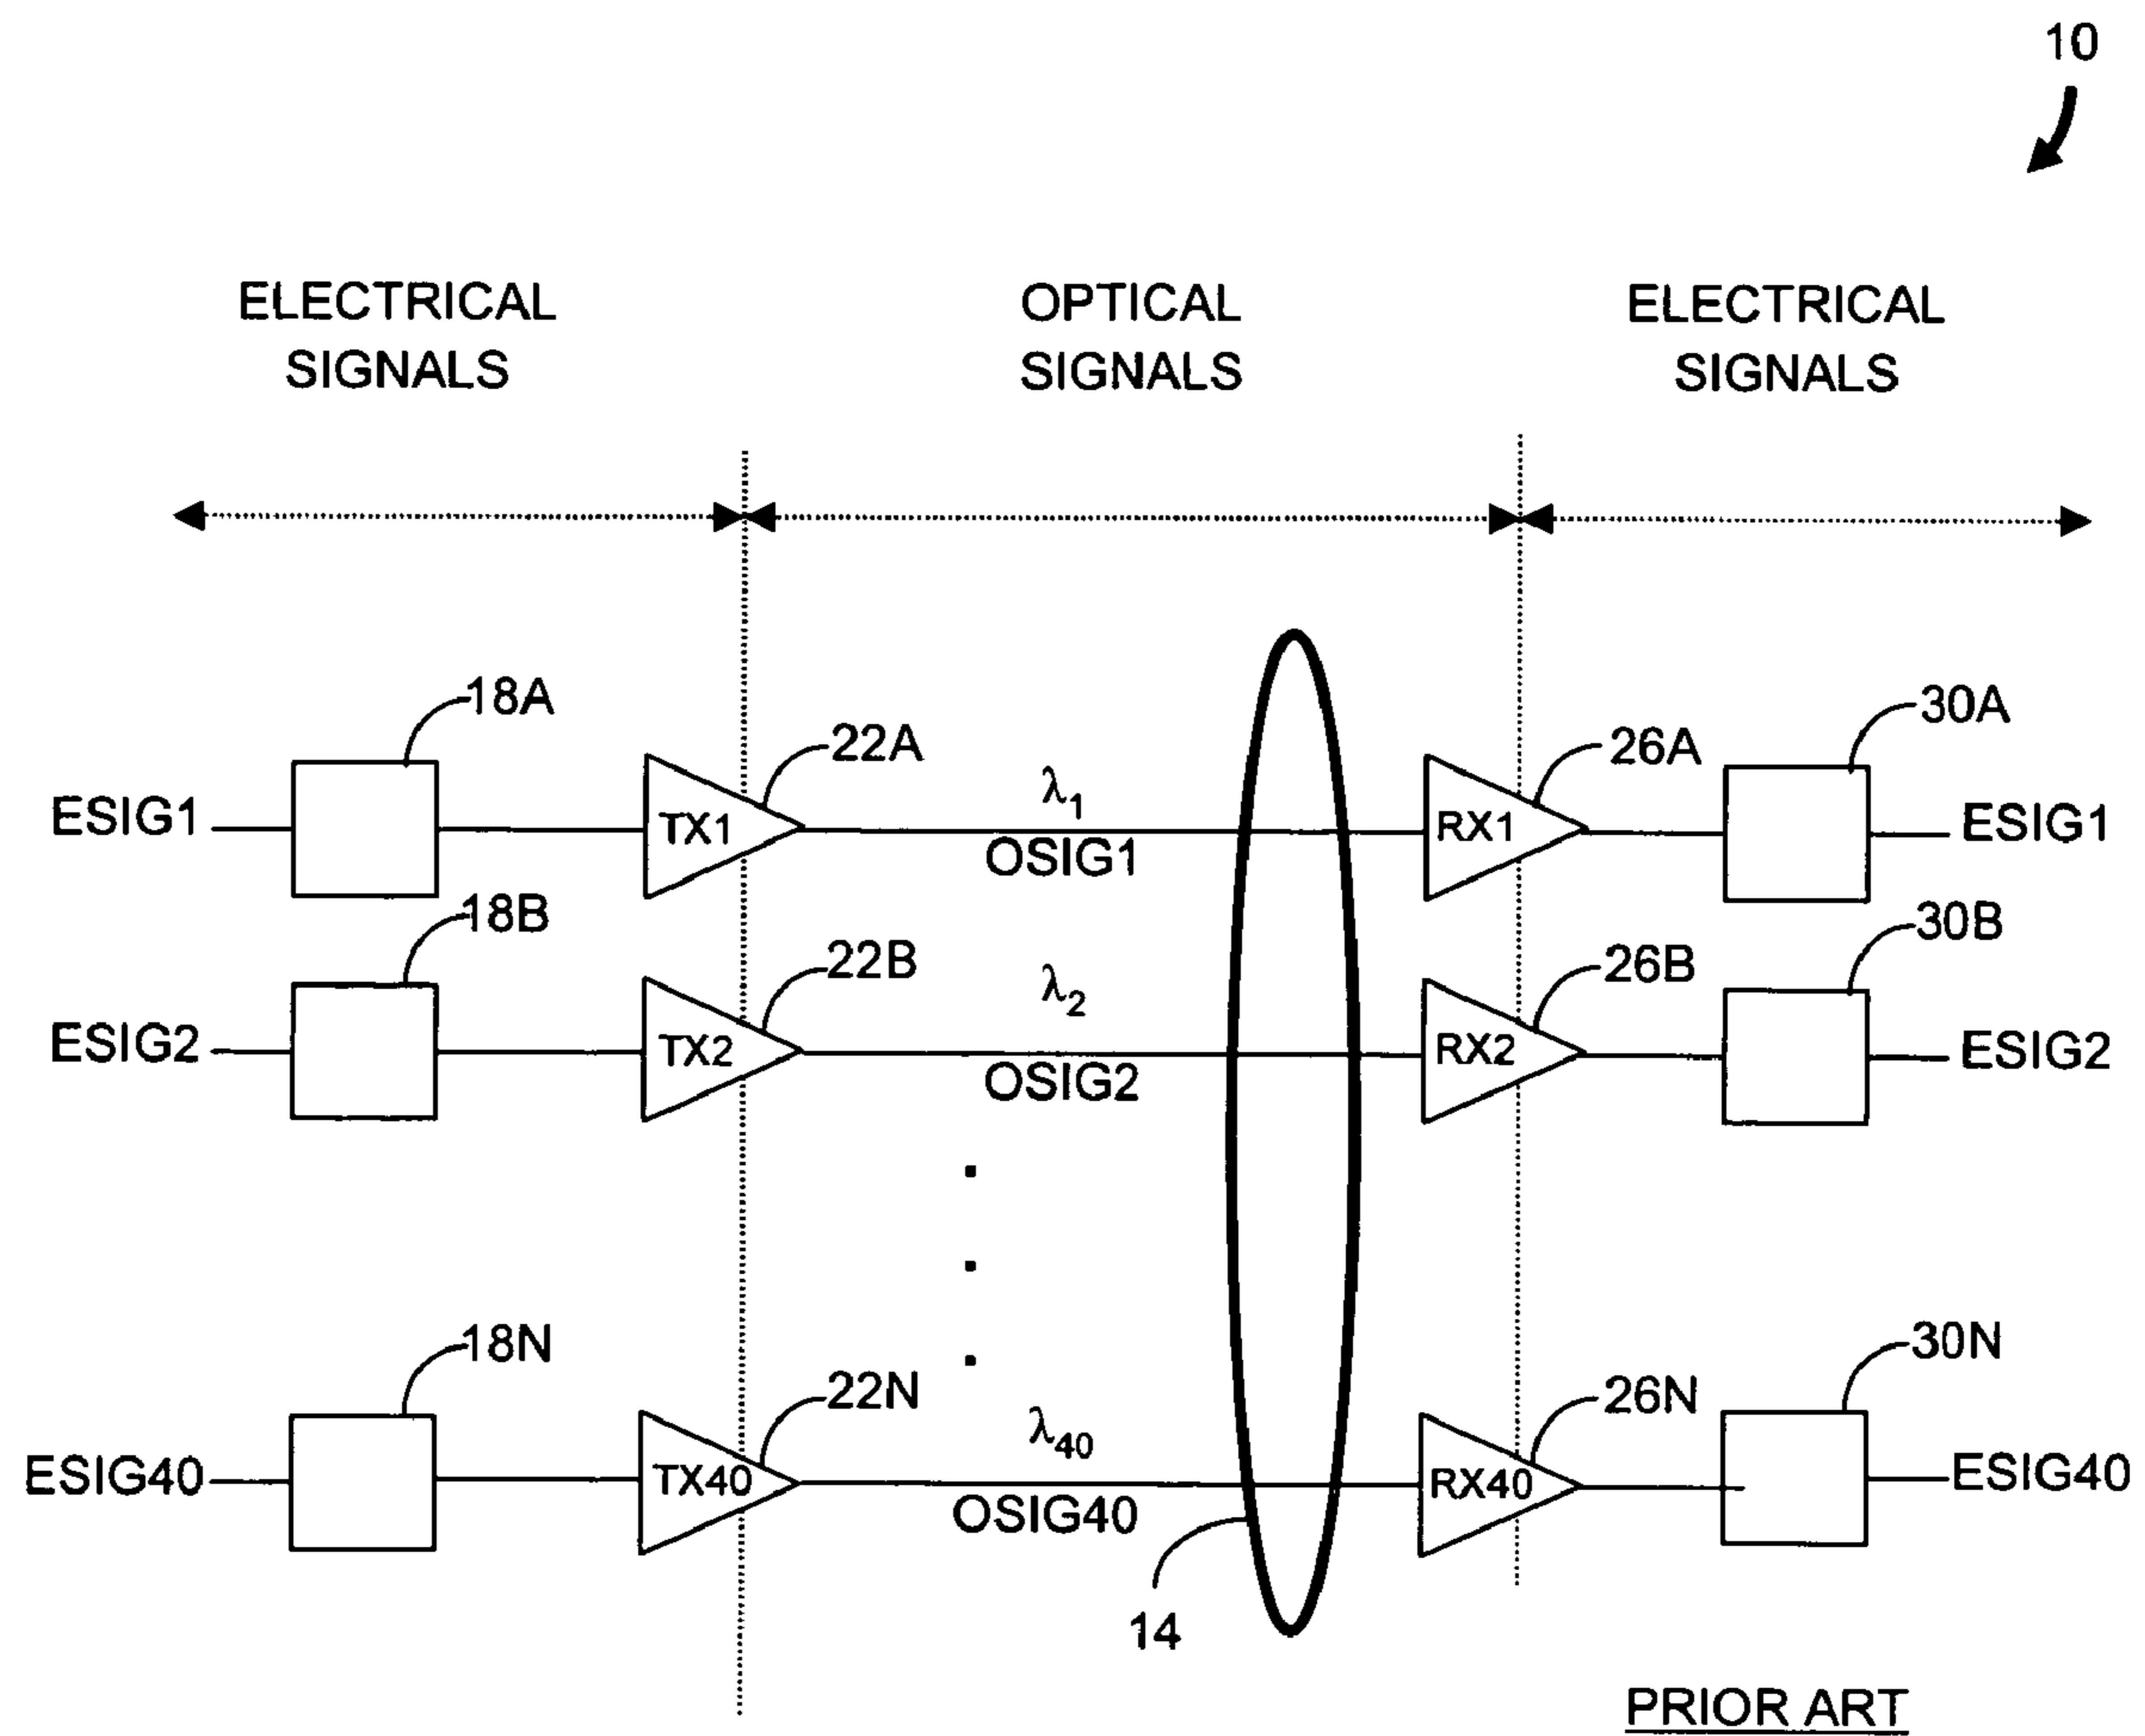 10
ELECTRICAL SIGNALS
OPTICAL SIGNALS
ELECTRICAL SIGNALS
18A
22A
26A
30A
ESIG1
TX1
λ1
OSIG1
RX1
ESIG1
18B
22B
26B
30B
ESIG2
TX2
λ2
OSIG2
RX2
ESIG2
18N
22N
26N
30N
ESIG40
TX40
λ40
OSIG40
RX40
ESIG40
14
PRIOR ART